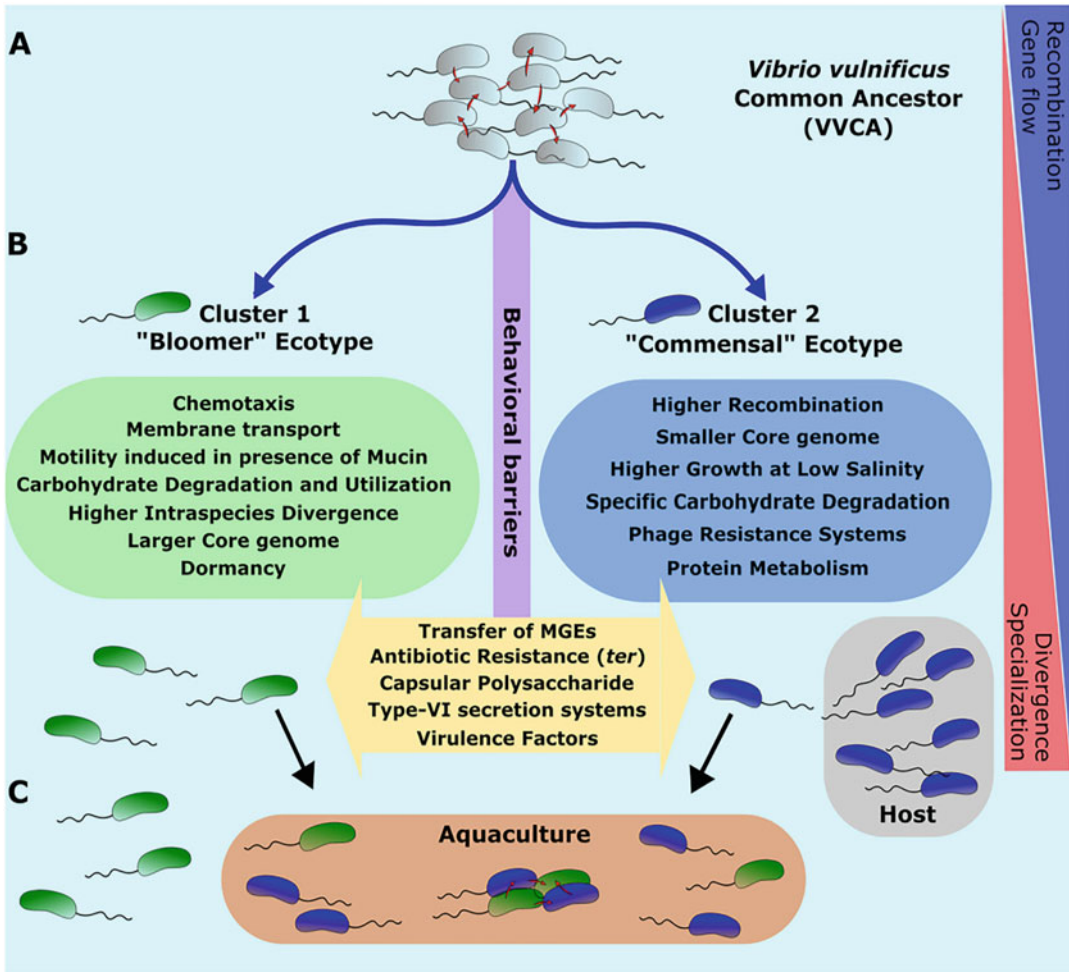 A
Vibrio vulnificus
Common Ancestor
(VVCA)
Recombination
Gene flow
B
Cluster 1
"Bloomer" Ecotype
Behavioral barriers
Cluster 2
"Commensal" Ecotype
Chemotaxis
Membrane transport
Motility induced in presence of Mucin
Carbohydrate Degradation and Utilization
Higher Intraspecies Divergence
Larger Core genome
Dormancy
Higher Recombination
Smaller Core genome
Higher Growth at Low Salinity
Specific Carbohydrate Degradation
Phage Resistance Systems
Protein Metabolism
Transfer of MGEs
Antibiotic Resistance (ter)
Capsular Polysaccharide
Type-VI secretion systems
Virulence Factors
Divergence
Specialization
Host
C
Aquaculture